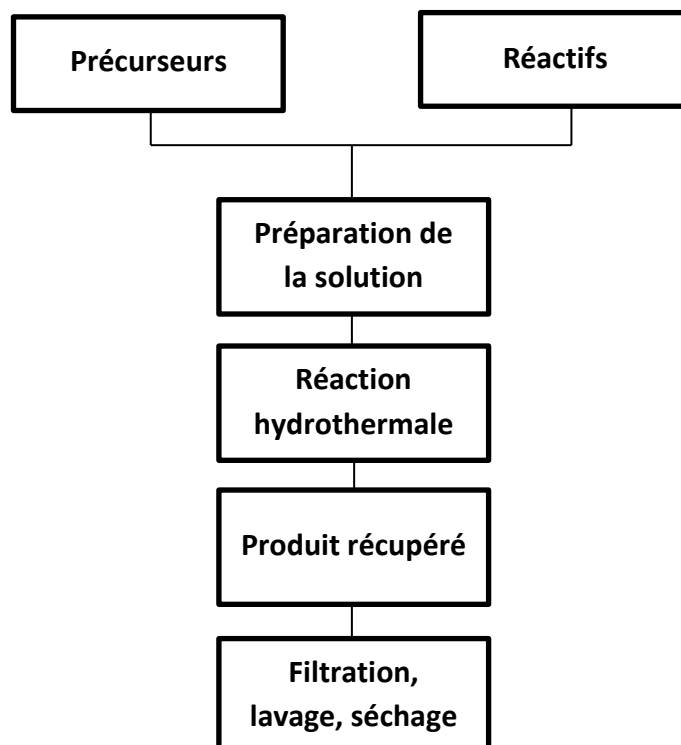 Précurseurs
Réactifs
Préparation de
la solution
Réaction
hydrothermale
Produit récupéré
Filtration,
lavage, séchage